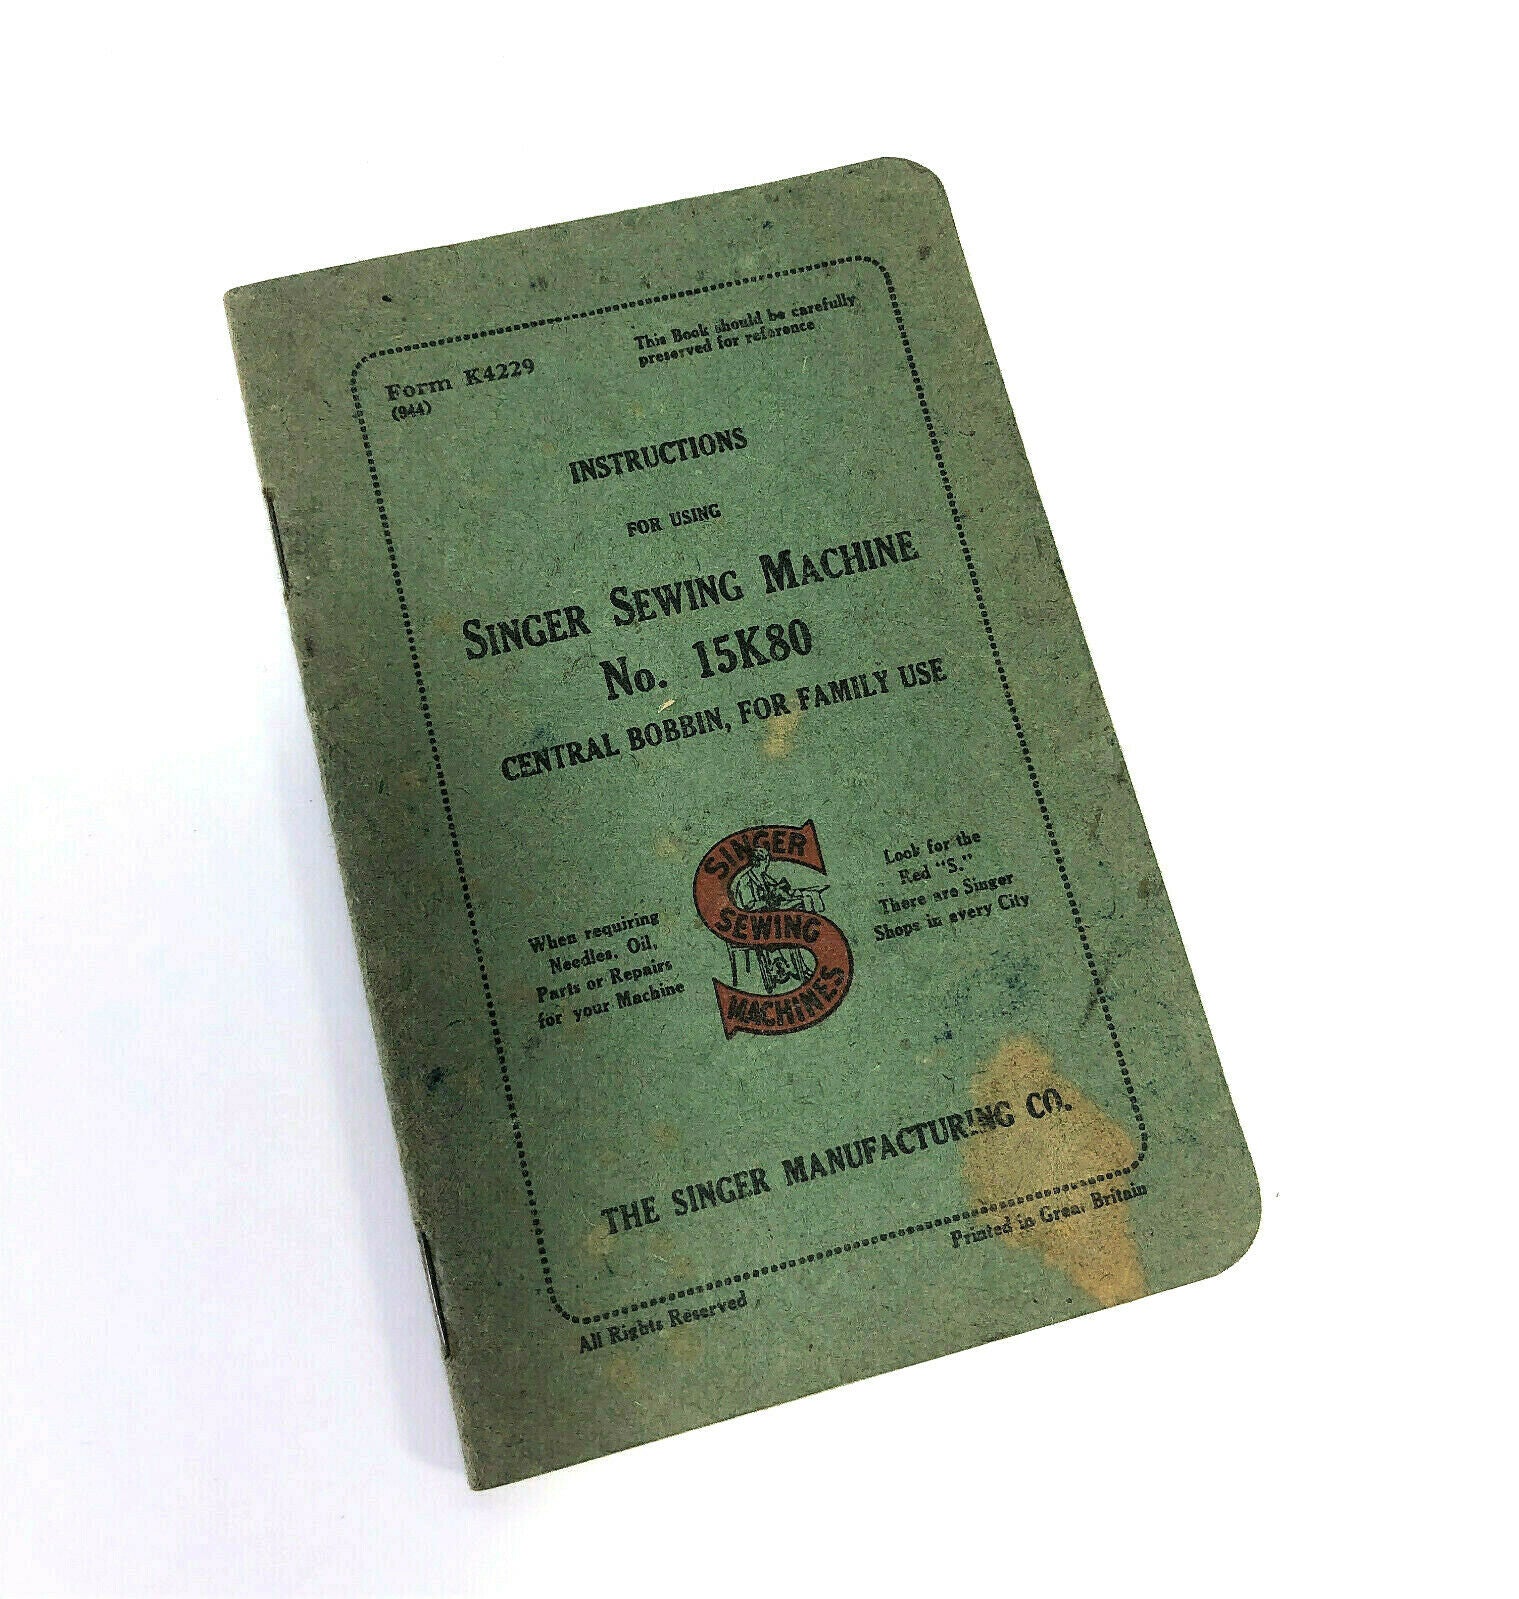 Form K4229
(944)
This Book should be carefully
preserved for reference
INSTRUCTIONS
FOR USING
SINGER SEWING MACHINE
No. 15K80
CENTRAL BOBBIN, FOR FAMILY USE
When requiring
Needles, Oil,
Parts or Repairs
for your Machine
SINGER
SEWING
MACHINES
Look for the
Red "S."
There are Singer
Shops in every City
THE SINGER MANUFACTURING CO.
All Rights Reserved
Printed in Great Britain